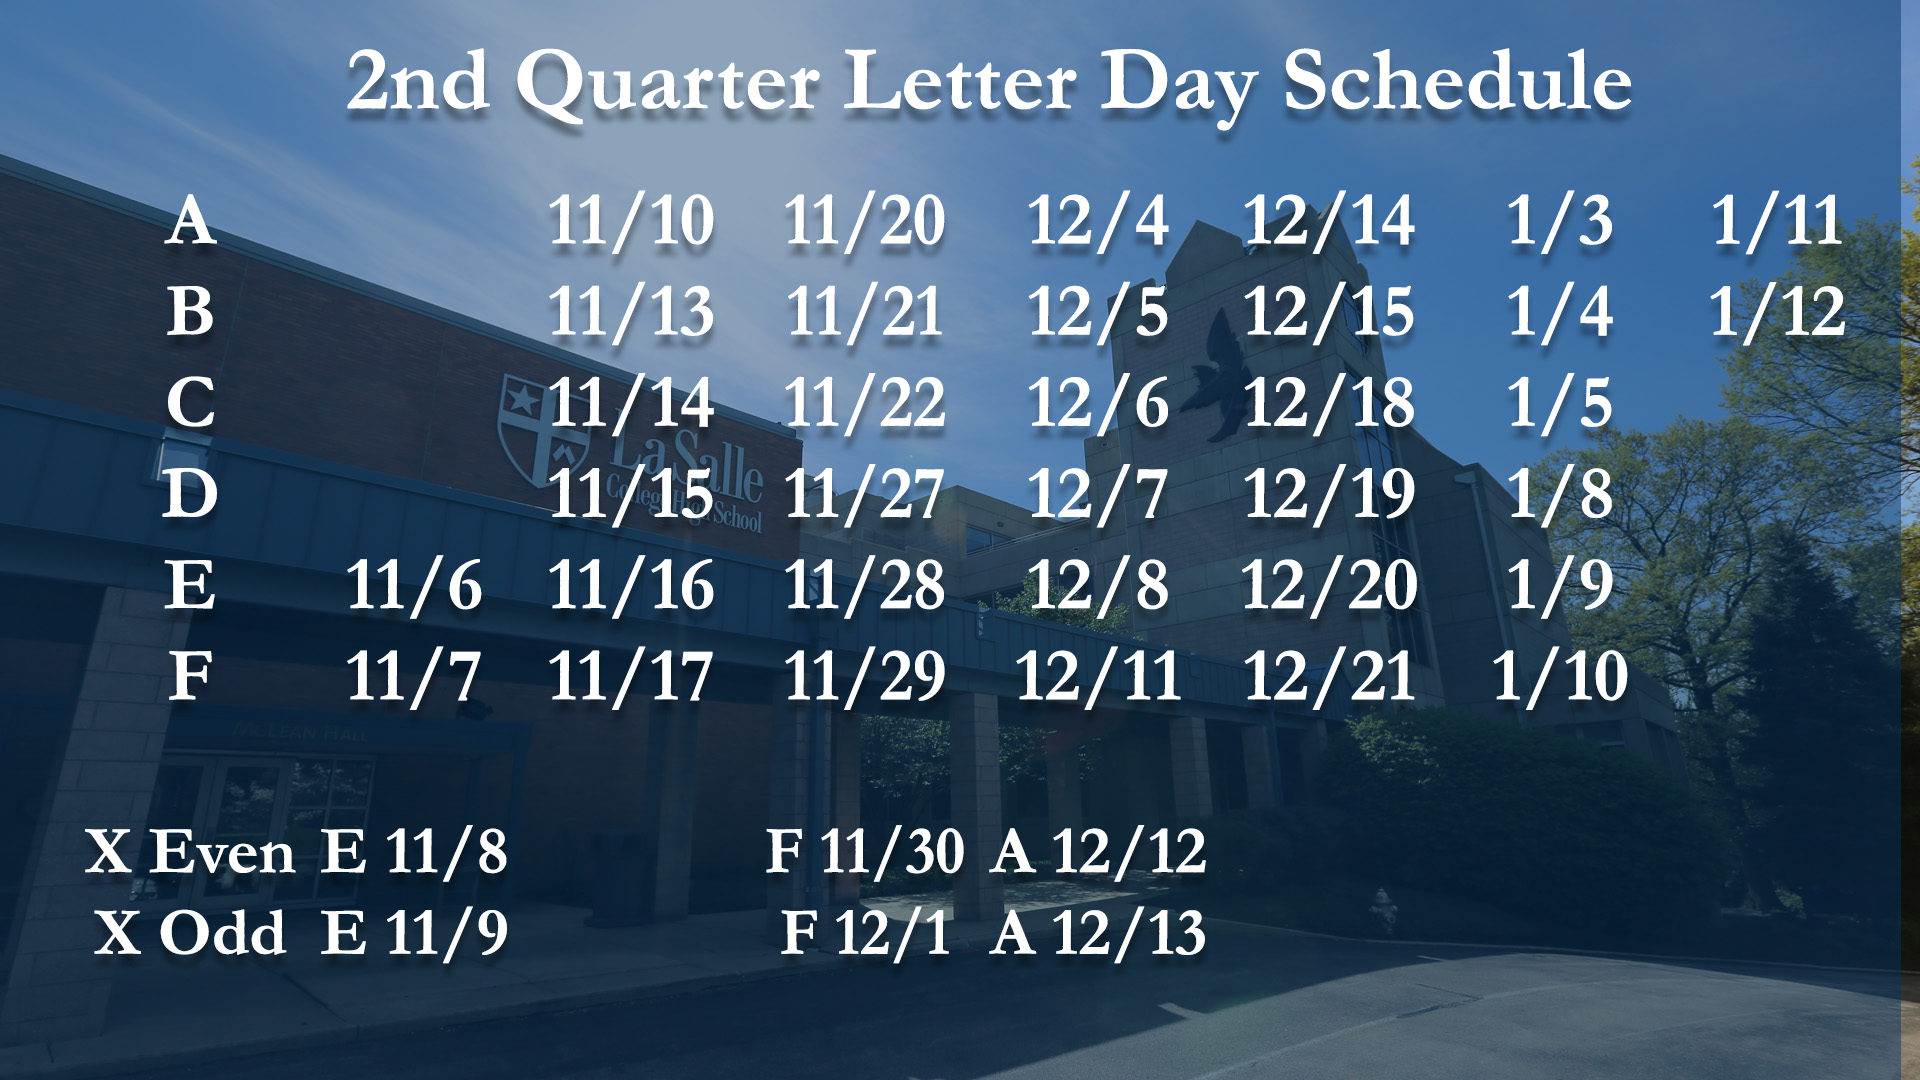 2nd Quarter Letter Day Schedule
A 11/10 11/20 12/4 12/14 1/3 1/11
B 11/13 11/21 12/5 12/15 1/4 1/12
C 11/14 11/22 12/6 12/18 1/5
D 11/15 11/27 12/7 12/19 1/8
E 11/6 11/16 11/28 12/8 12/20 1/9
F 11/7 11/17 11/29 12/11 12/21 1/10
X Even E 11/8 F 11/30 A 12/12
X Odd E 11/9 F 12/1 A 12/13
LaSalle
College High School
McLean Hall